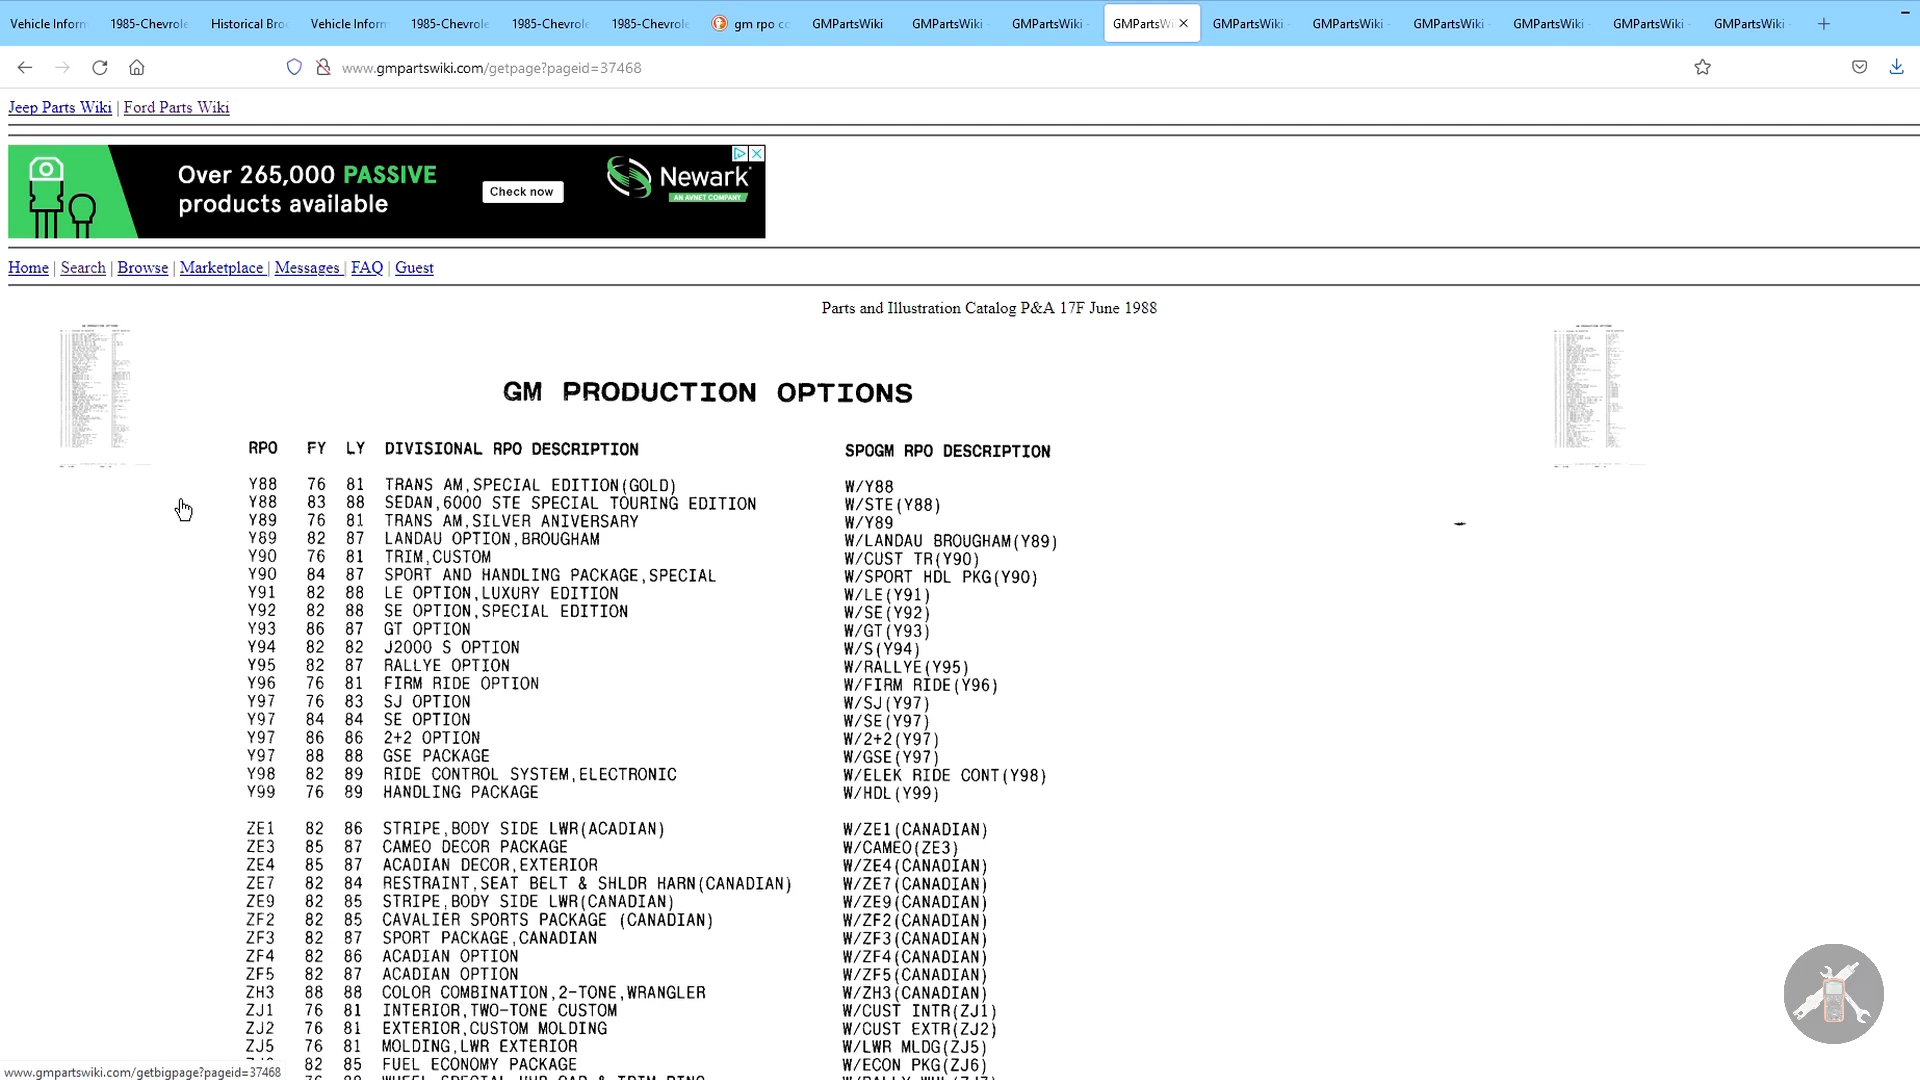 Vehicle Inform 1985-Chevrole Historical Bro Vehicle Inform 1985-Chevrole 1985-Chevrole 1985-Chevrole gm rpo co GMPartsWiki GMPartsWiki - GMPartsWiki - GMPartsWi GMPartsWiki - GMPartsWiki - GMPartsWiki - GMPartsWiki - GMPartsWiki - GMPartsWiki -
www.gmpartswiki.com/getpage?pageid=37468
Jeep Parts Wiki | Ford Parts Wiki
Over 265,000 PASSIVE
products available
Check now
Newark
AN AVNET COMPANY
Home | Search | Browse | Marketplace | Messages | FAQ | Guest
Parts and Illustration Catalog P&A 17F June 1988
GM PRODUCTION OPTIONS
RPO FY LY DIVISIONAL RPO DESCRIPTION SPOGM RPO DESCRIPTION
Y88 76 81 TRANS AM,SPECIAL EDITION(GOLD) W/Y88
Y88 83 88 SEDAN,6000 STE SPECIAL TOURING EDITION W/STE(Y88)
Y89 76 81 TRANS AM,SILVER ANIVERSARY W/Y89
Y89 82 87 LANDAU OPTION,BROUGHAM W/LANDAU BROUGHAM(Y89)
Y90 76 81 TRIM,CUSTOM W/CUST TR(Y90)
Y90 84 87 SPORT AND HANDLING PACKAGE,SPECIAL W/SPORT HDL PKG(Y90)
Y91 82 88 LE OPTION,LUXURY EDITION W/LE(Y91)
Y92 82 88 SE OPTION,SPECIAL EDITION W/SE(Y92)
Y93 86 87 GT OPTION W/GT(Y93)
Y94 82 82 J2000 S OPTION W/S(Y94)
Y95 82 87 RALLYE OPTION W/RALLYE(Y95)
Y96 76 81 FIRM RIDE OPTION W/FIRM RIDE(Y96)
Y97 76 83 SJ OPTION W/SJ(Y97)
Y97 84 84 SE OPTION W/SE(Y97)
Y97 86 86 2+2 OPTION W/2+2(Y97)
Y97 88 88 GSE PACKAGE W/GSE(Y97)
Y98 82 89 RIDE CONTROL SYSTEM,ELECTRONIC W/ELEK RIDE CONT(Y98)
Y99 76 89 HANDLING PACKAGE W/HDL(Y99)
ZE1 82 86 STRIPE,BODY SIDE LWR(ACADIAN) W/ZE1(CANADIAN)
ZE3 85 87 CAMEO DECOR PACKAGE W/CAMEO(ZE3)
ZE4 85 87 ACADIAN DECOR,EXTERIOR W/ZE4(CANADIAN)
ZE7 82 84 RESTRAINT,SEAT BELT & SHLDR HARN(CANADIAN) W/ZE7(CANADIAN)
ZE9 82 85 STRIPE,BODY SIDE LWR(CANADIAN) W/ZE9(CANADIAN)
ZF2 82 85 CAVALIER SPORTS PACKAGE (CANADIAN) W/ZF2(CANADIAN)
ZF3 82 87 SPORT PACKAGE,CANADIAN W/ZF3(CANADIAN)
ZF4 82 86 ACADIAN OPTION W/ZF4(CANADIAN)
ZF5 82 87 ACADIAN OPTION W/ZF5(CANADIAN)
ZH3 88 88 COLOR COMBINATION,2-TONE,WRANGLER W/ZH3(CANADIAN)
ZJ1 76 81 INTERIOR,TWO-TONE CUSTOM W/CUST INTR(ZJ1)
ZJ2 76 81 EXTERIOR,CUSTOM MOLDING W/CUST EXTR(ZJ2)
ZJ5 76 81 MOLDING,LWR EXTERIOR W/LWR MLDG(ZJ5)
82 85 FUEL ECONOMY PACKAGE W/ECON PKG(ZJ6)
www.gmpartswiki.com/getbigpage?pageid=37468